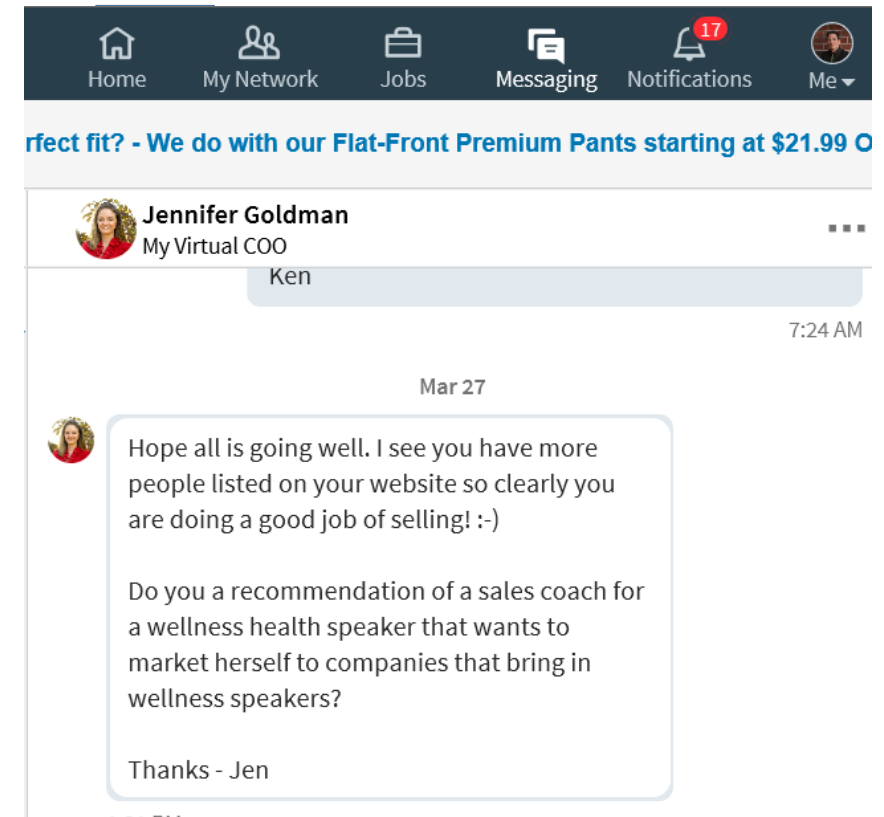 Home My Network Jobs Messaging 17 Notifications Me
rfect fit? - We do with our Flat-Front Premium Pants starting at $21.99 O
Jennifer Goldman
My Virtual COO
Ken
7:24 AM
Mar 27
Hope all is going well. I see you have more
people listed on your website so clearly you
are doing a good job of selling! :-)
Do you a recommendation of a sales coach for
a wellness health speaker that wants to
market herself to companies that bring in
wellness speakers?
Thanks - Jen